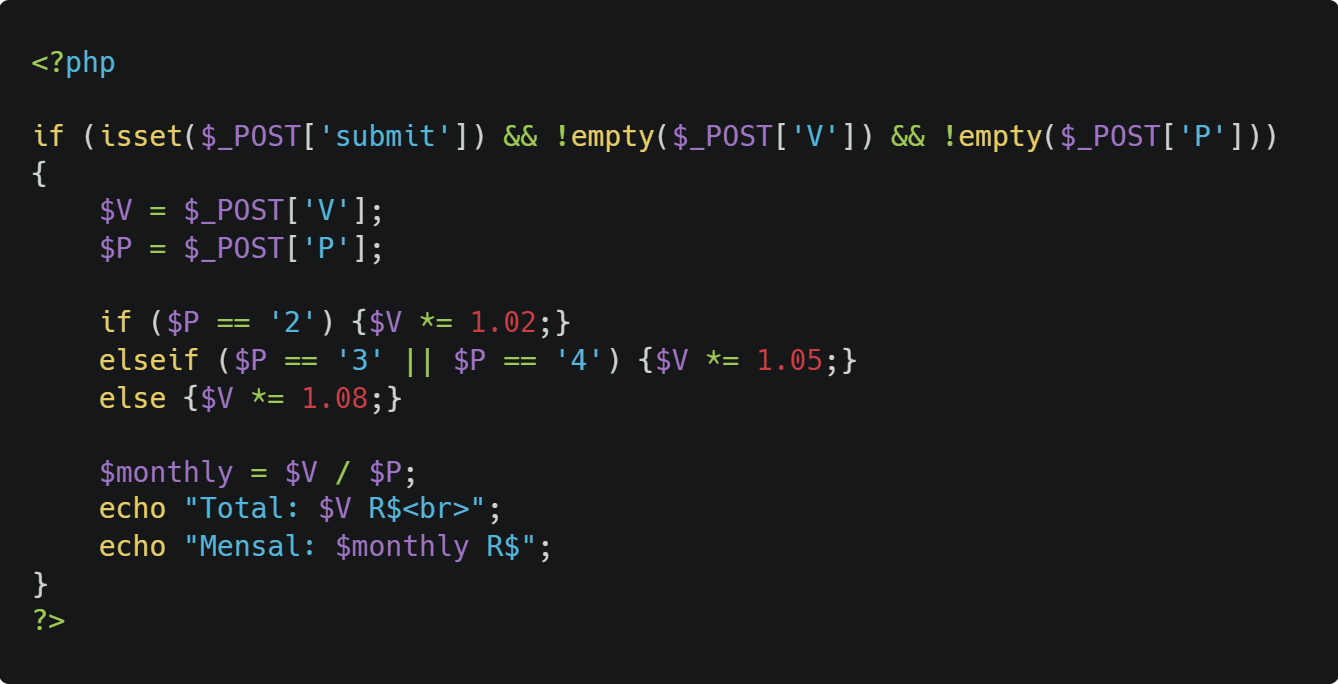 <?php
if (isset($_POST['submit']) && !empty($_POST['V']) && !empty($_POST['P']))
{
    $V = $_POST['V'];
    $P = $_POST['P'];
    if ($P == '2') {$V *= 1.02;}
    elseif ($P == '3' || $P == '4') {$V *= 1.05;}
    else {$V *= 1.08;}
    $monthly = $V / $P;
    echo "Total: $V R$<br>";
    echo "Mensal: $monthly R$";
}
?>